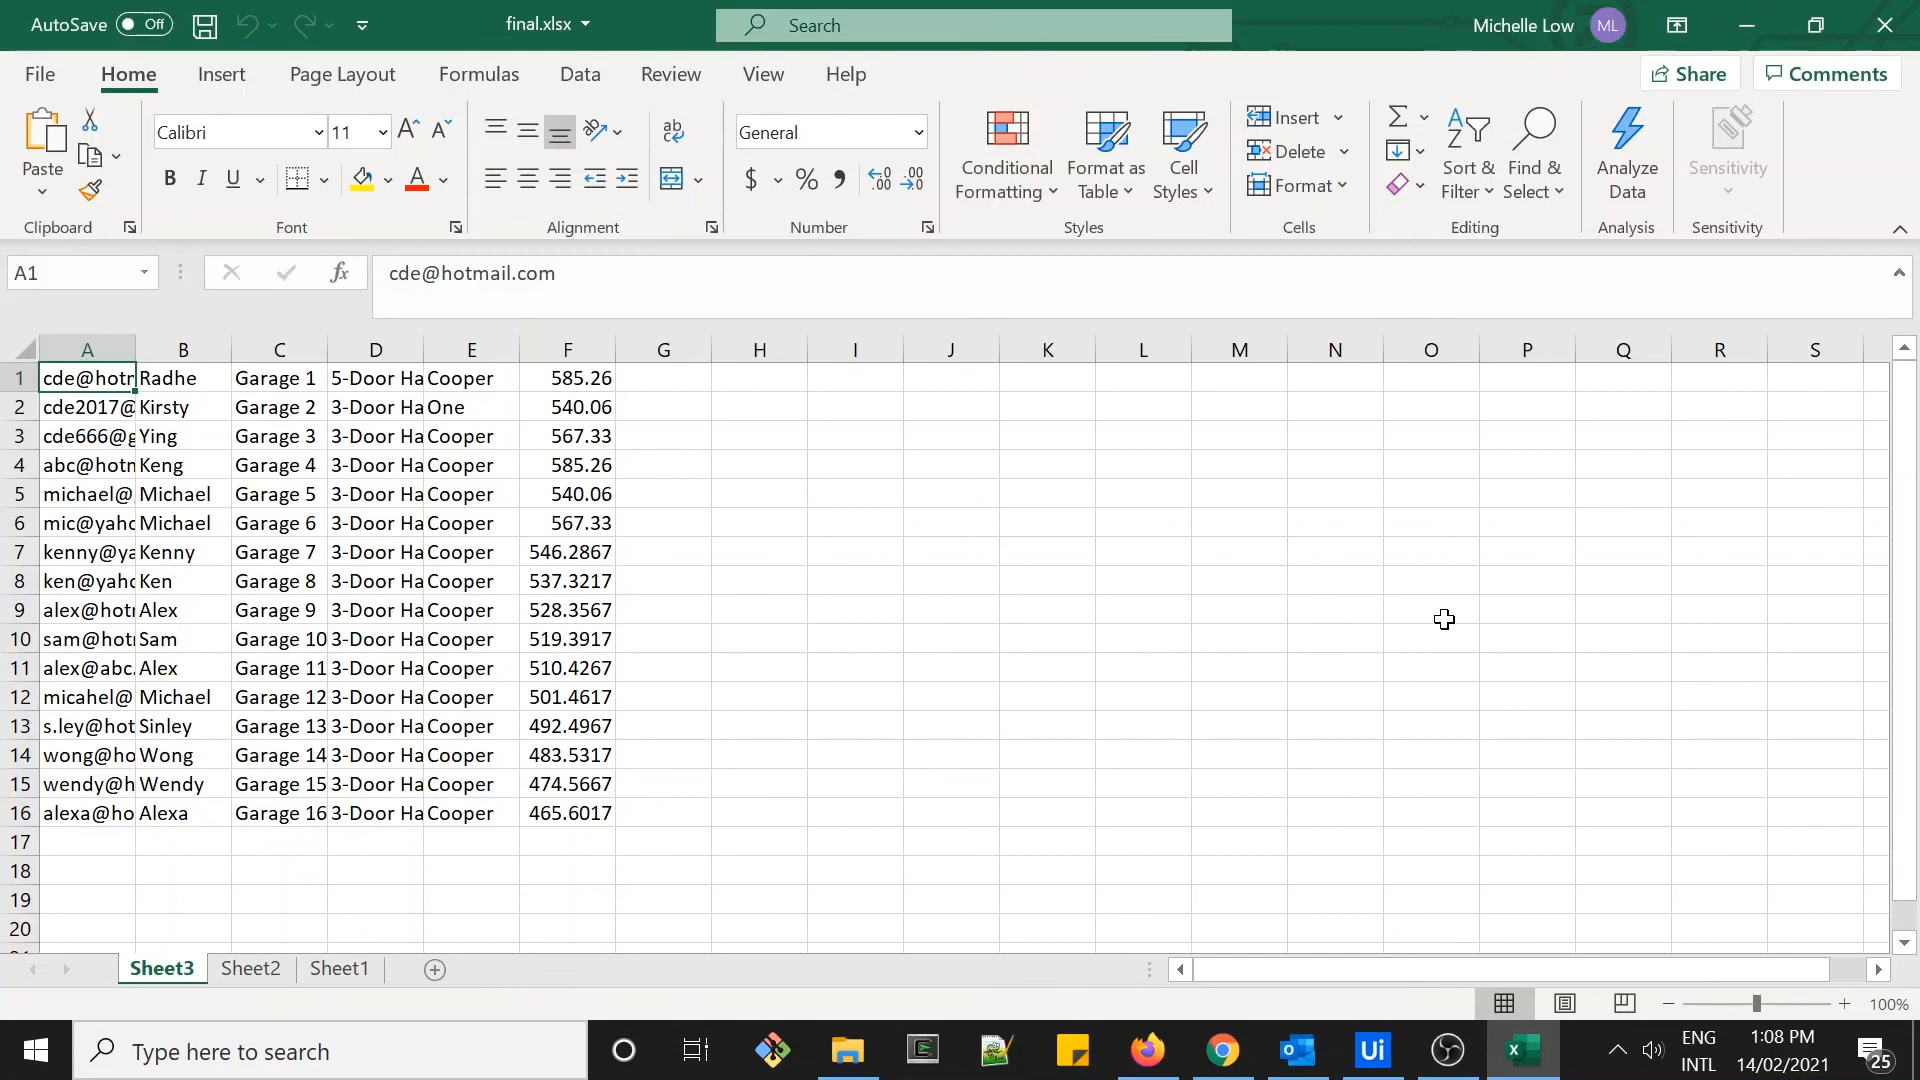 AutoSave Off final.xlsx Search Michelle Low ML
File Home Insert Page Layout Formulas Data Review View Help Share Comments
Paste
Calibri 11
B I U
ab
General
$ % 9
Conditional Formatting
Format as Table
Cell Styles
Insert
Delete
Format
Sort & Filter
Find & Select
Analyze Data
Sensitivity
Clipboard Font Alignment Number Styles Cells Editing Analysis Sensitivity
A1 fx cde@hotmail.com
A B C D E F G H I J K L M N O P Q R S
1 cde@hotr Radhe Garage 1 5-Door Ha Cooper 585.26
2 cde2017@ Kirsty Garage 2 3-Door Ha One 540.06
3 cde666@g Ying Garage 3 3-Door Ha Cooper 567.33
4 abc@hotn Keng Garage 4 3-Door Ha Cooper 585.26
5 michael@ Michael Garage 5 3-Door Ha Cooper 540.06
6 mic@yaho Michael Garage 6 3-Door Ha Cooper 567.33
7 kenny@ya Kenny Garage 7 3-Door Ha Cooper 546.2867
8 ken@yaho Ken Garage 8 3-Door Ha Cooper 537.3217
9 alex@hotr Alex Garage 9 3-Door Ha Cooper 528.3567
10 sam@hotr Sam Garage 10 3-Door Ha Cooper 519.3917
11 alex@abc. Alex Garage 11 3-Door Ha Cooper 510.4267
12 micahel@ Michael Garage 12 3-Door Ha Cooper 501.4617
13 s.ley@hot Sinley Garage 13 3-Door Ha Cooper 492.4967
14 wong@ho Wong Garage 14 3-Door Ha Cooper 483.5317
15 wendy@h Wendy Garage 15 3-Door Ha Cooper 474.5667
16 alexa@ho Alexa Garage 16 3-Door Ha Cooper 465.6017
17
18
19
20
Sheet3 Sheet2 Sheet1
100%
Type here to search Ui ENG INTL 1:08 PM 14/02/2021 25